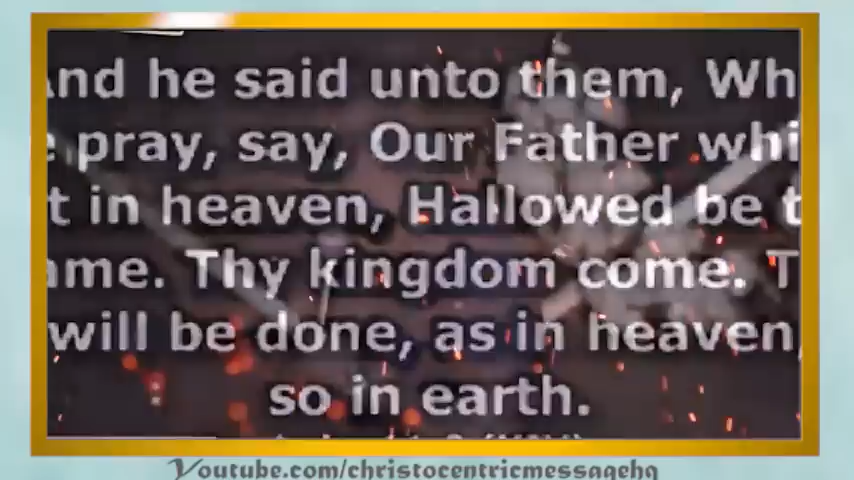 And he said unto them, Wh
e pray, say, Our Father whi
t in heaven, Hallowed be t
ame. Thy kingdom come. T
will be done, as in heaven,
so in earth.
Youtube.com/christocentricmessagehq